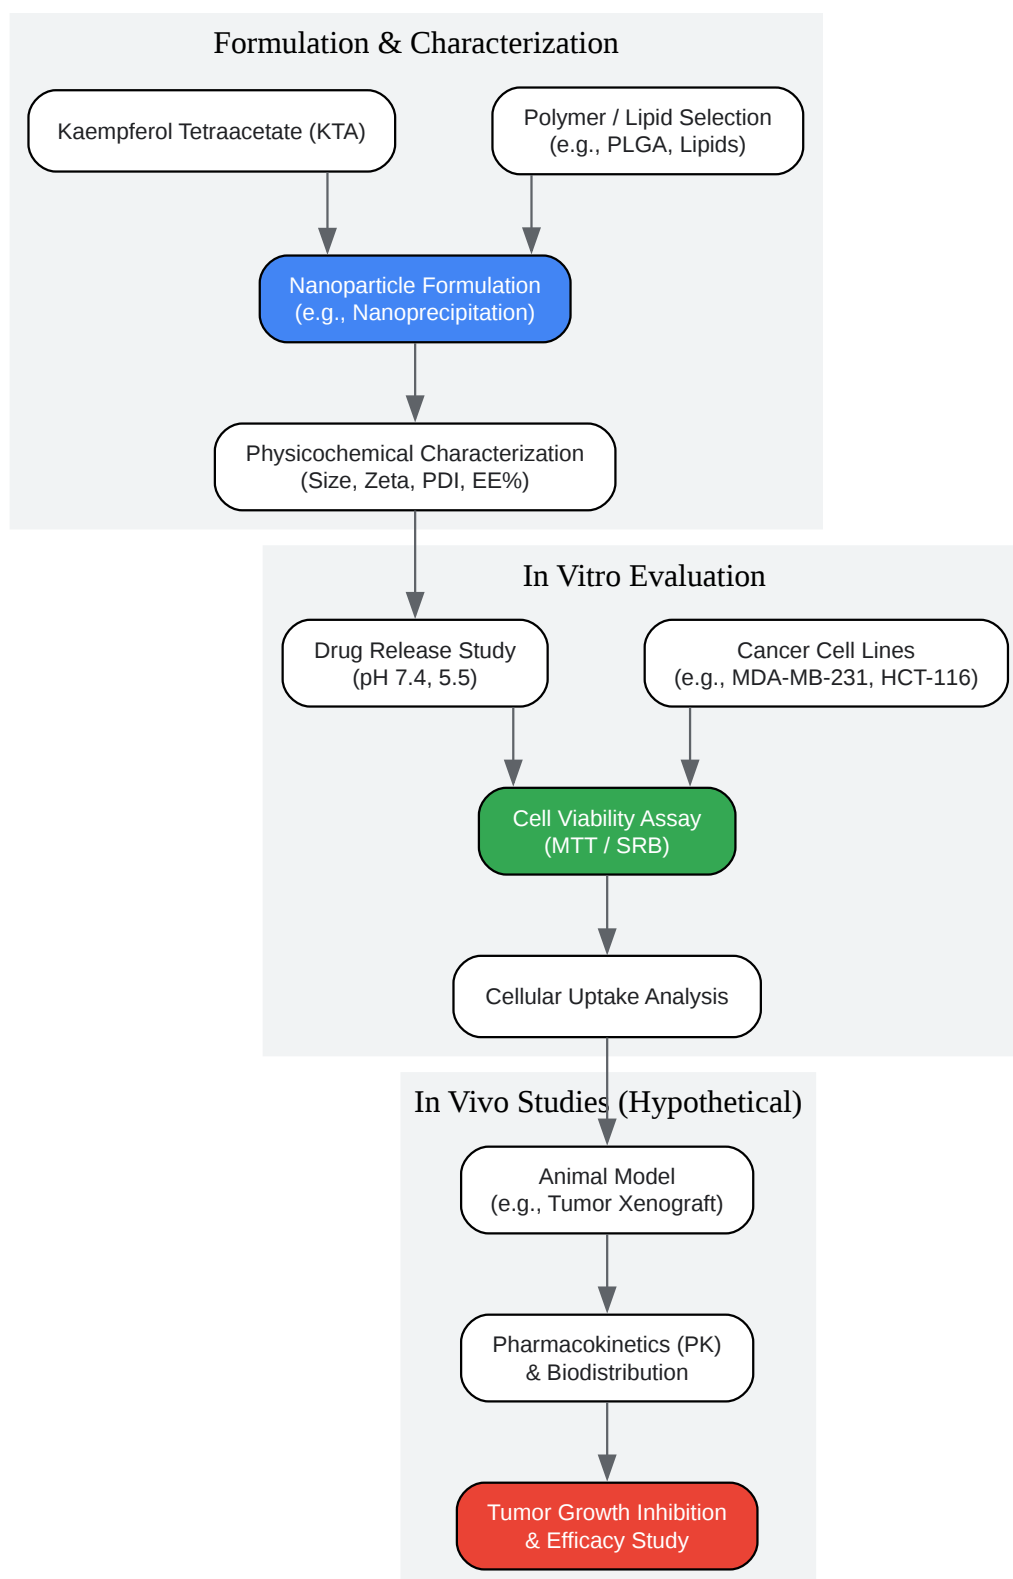 Formulation & Characterization
Kaempferol Tetraacetate (KTA)
Polymer / Lipid Selection
(e.g., PLGA, Lipids)
Nanoparticle Formulation
(e.g., Nanoprecipitation)
Physicochemical Characterization
(Size, Zeta, PDI, EE%)
In Vitro Evaluation
Drug Release Study
(pH 7.4, 5.5)
Cancer Cell Lines
(e.g., MDA-MB-231, HCT-116)
Cell Viability Assay
(MTT / SRB)
Cellular Uptake Analysis
In Vivo Studies (Hypothetical)
Animal Model
(e.g., Tumor Xenograft)
Pharmacokinetics (PK)
& Biodistribution
Tumor Growth Inhibition
& Efficacy Study